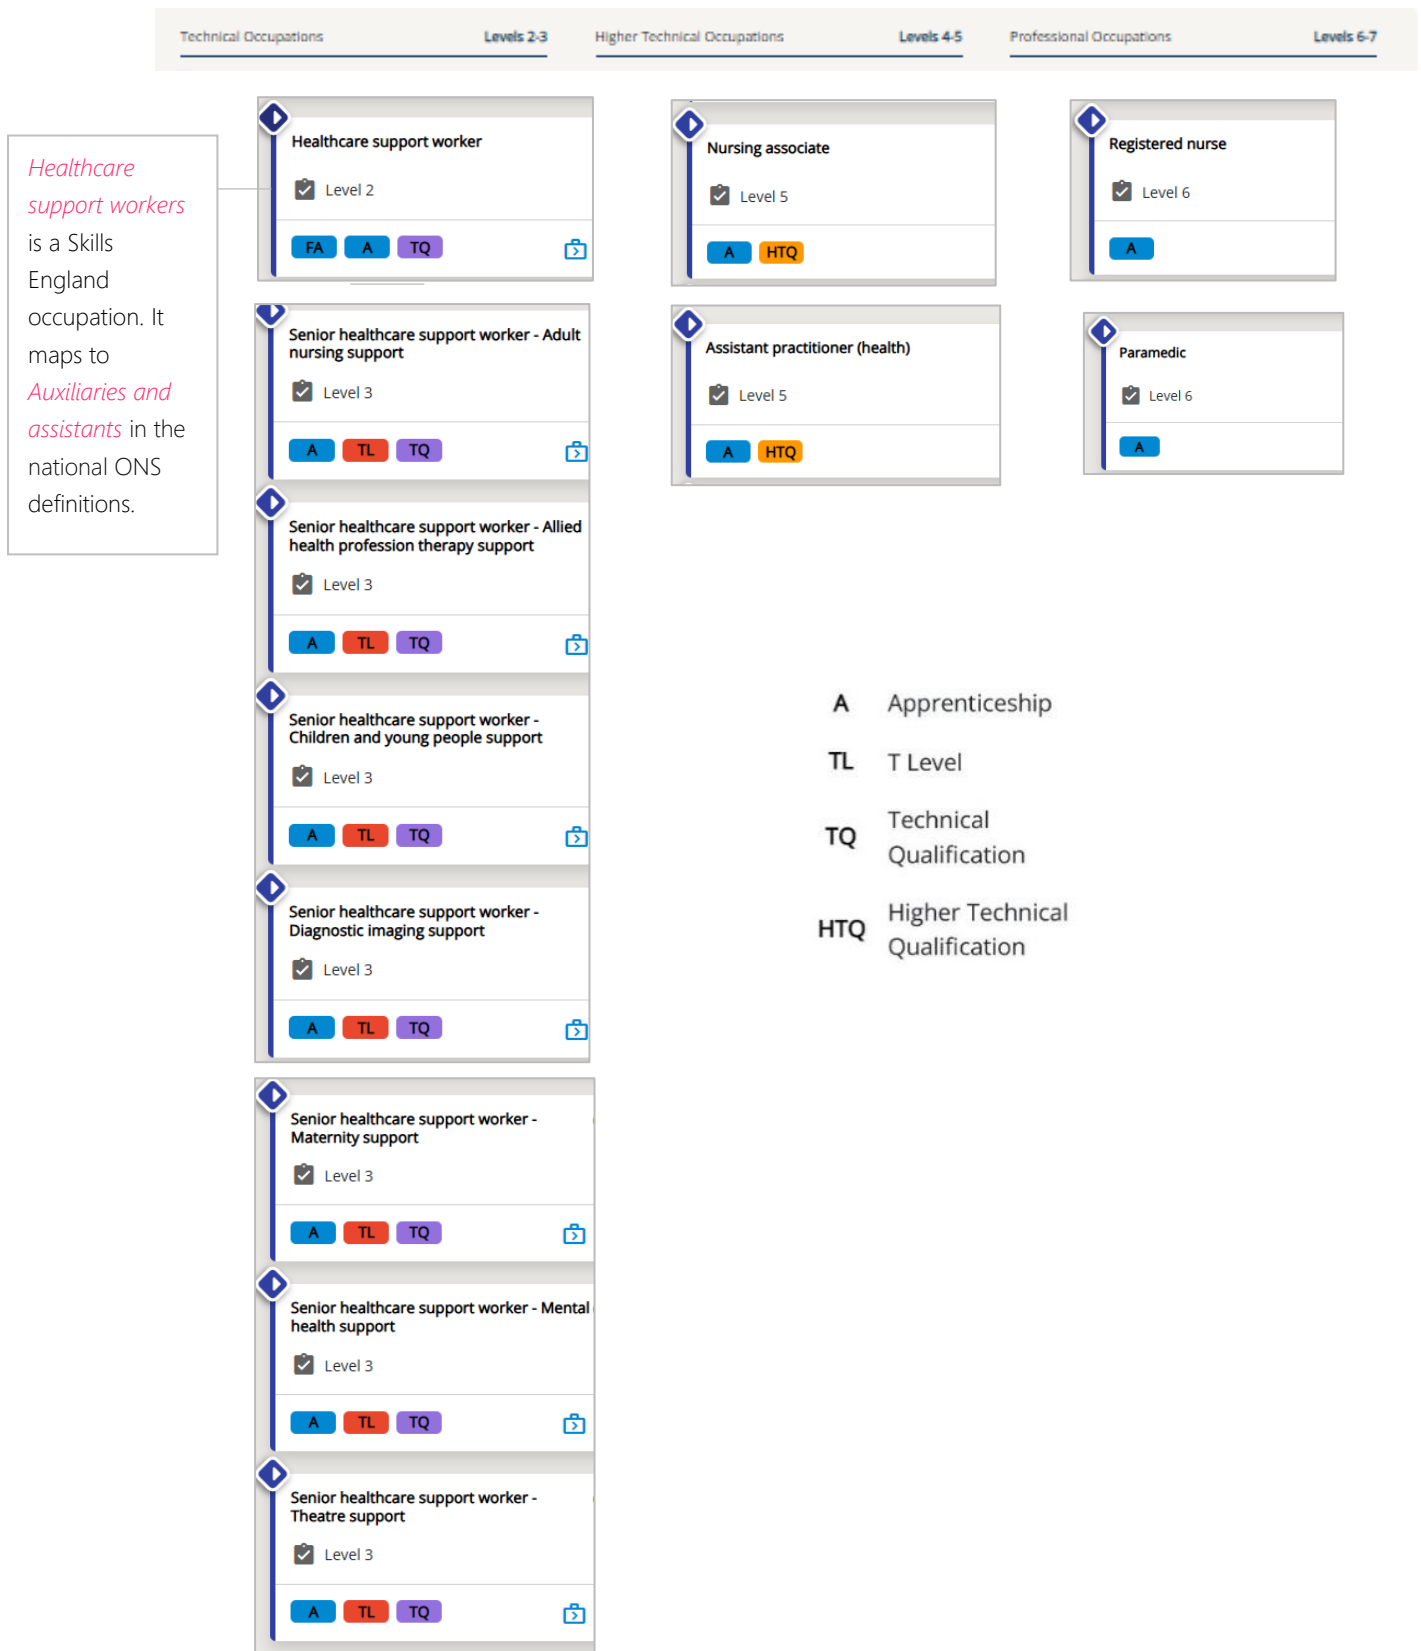 Technical Occupations Levels 2-3 Higher Technical Occupations Levels 4-5 Professional Occupations Levels 6-7
Healthcare
support workers
is a Skills
England
occupation. It
maps to
Auxiliaries and
assistants in the
national ONS
definitions.
Healthcare support worker
Level 2
FA A TQ
Senior healthcare support worker - Adult
nursing support
Level 3
A TL TQ
Senior healthcare support worker - Allied
health profession therapy support
Level 3
A TL TQ
Senior healthcare support worker -
Children and young people support
Level 3
A TL TQ
Senior healthcare support worker -
Diagnostic imaging support
Level 3
A TL TQ
Senior healthcare support worker -
Maternity support
Level 3
A TL TQ
Senior healthcare support worker - Mental
health support
Level 3
A TL TQ
Senior healthcare support worker -
Theatre support
Level 3
A TL TQ
Nursing associate
Level 5
A HTQ
Assistant practitioner (health)
Level 5
A HTQ
Registered nurse
Level 6
A
Paramedic
Level 6
A
A Apprenticeship
TL T Level
TQ Technical
Qualification
HTQ Higher Technical
Qualification